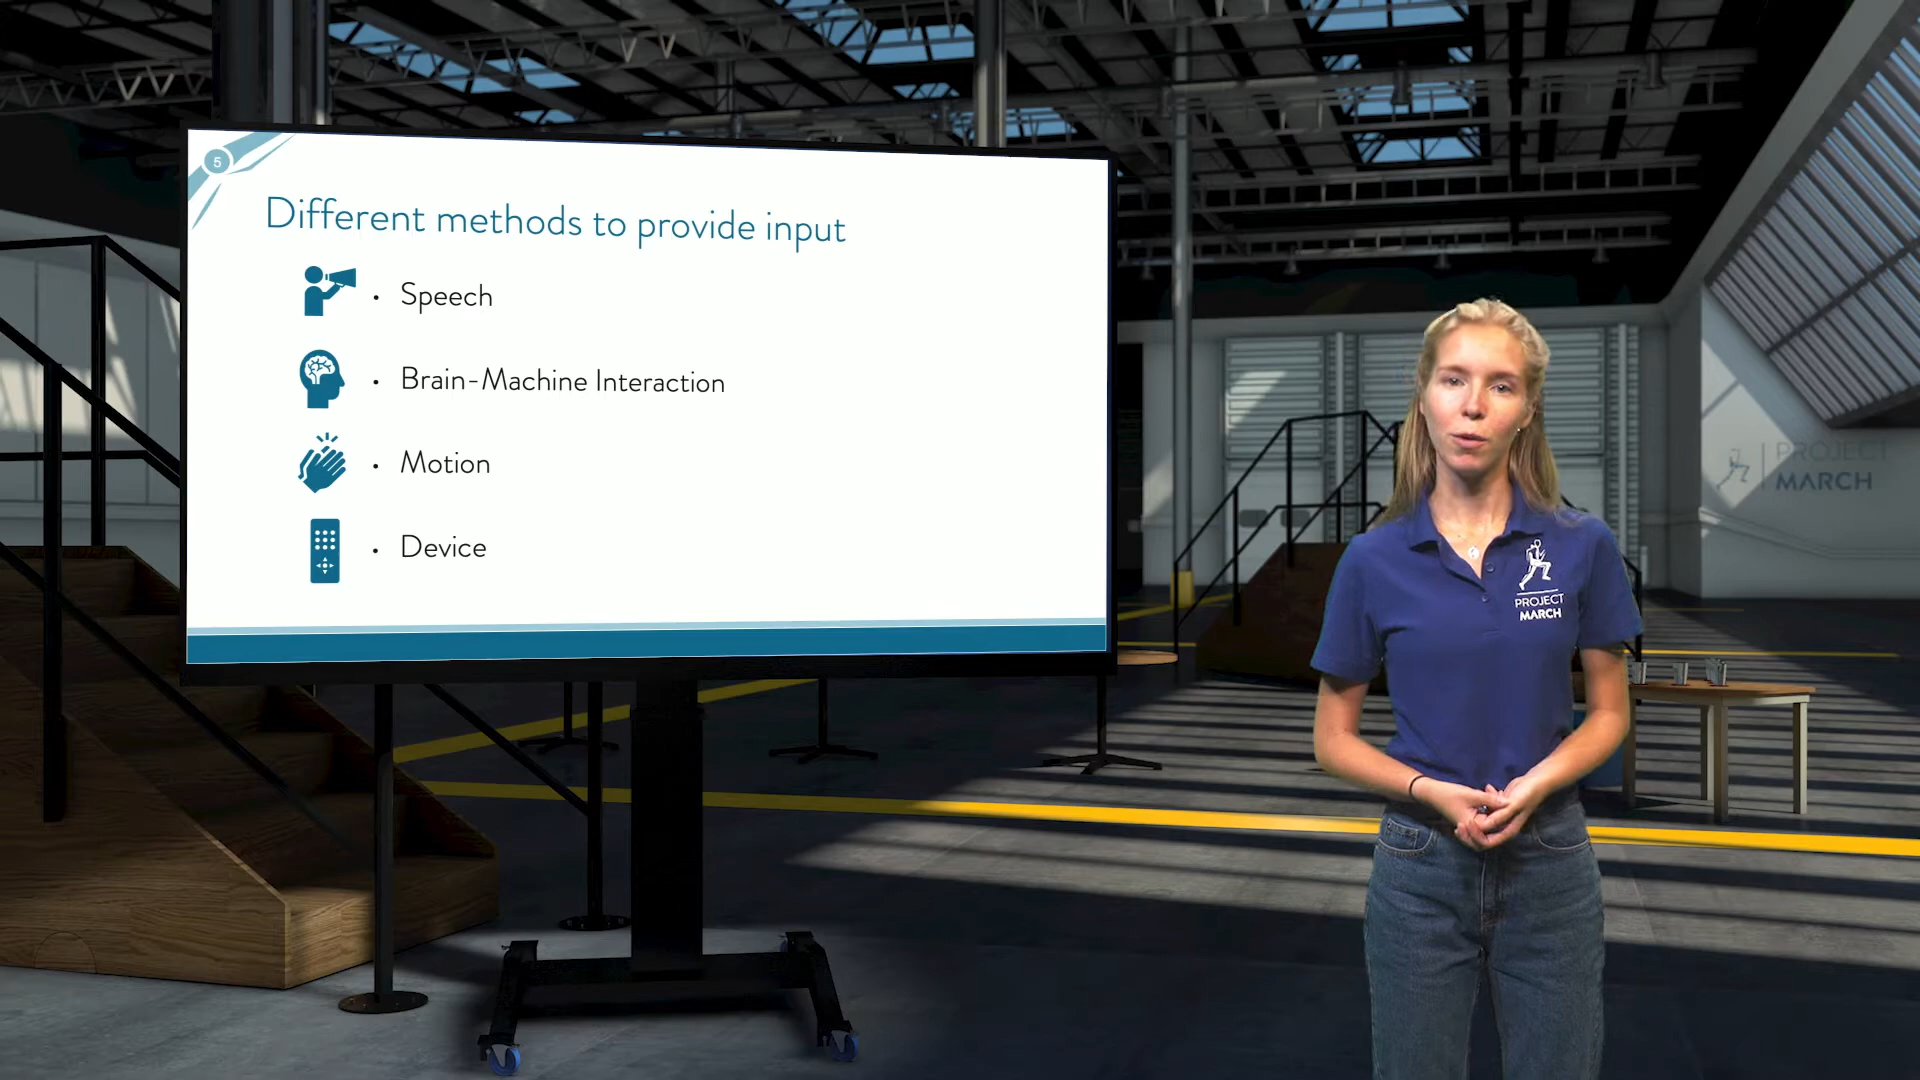 5
Different methods to provide input
• Speech
• Brain-Machine Interaction
• Motion
• Device
PROJECT
MARCH
PROJECT
MARCH